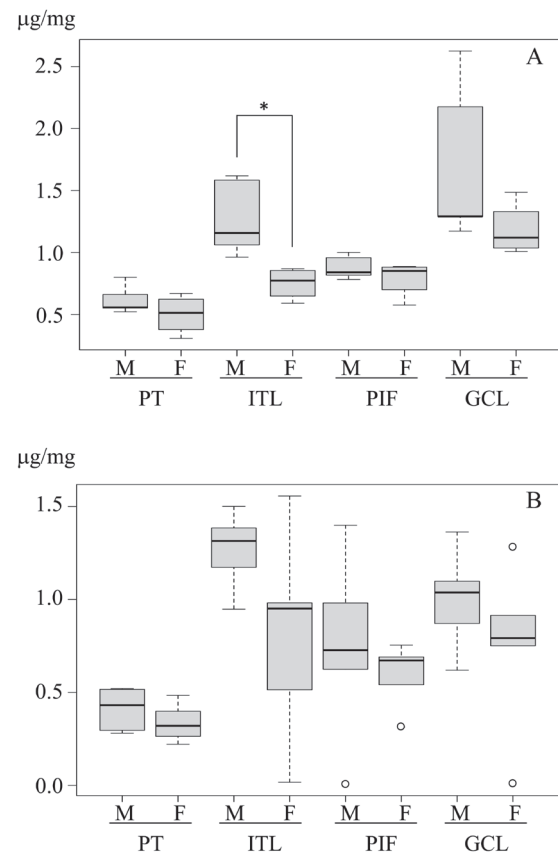 µg/mg
A
2.5
2.0
1.5
1.0
0.5
*
M F M F M F M F
PT ITL PIF GCL
µg/mg
B
1.5
1.0
0.5
0.0
M F M F M F M F
PT ITL PIF GCL